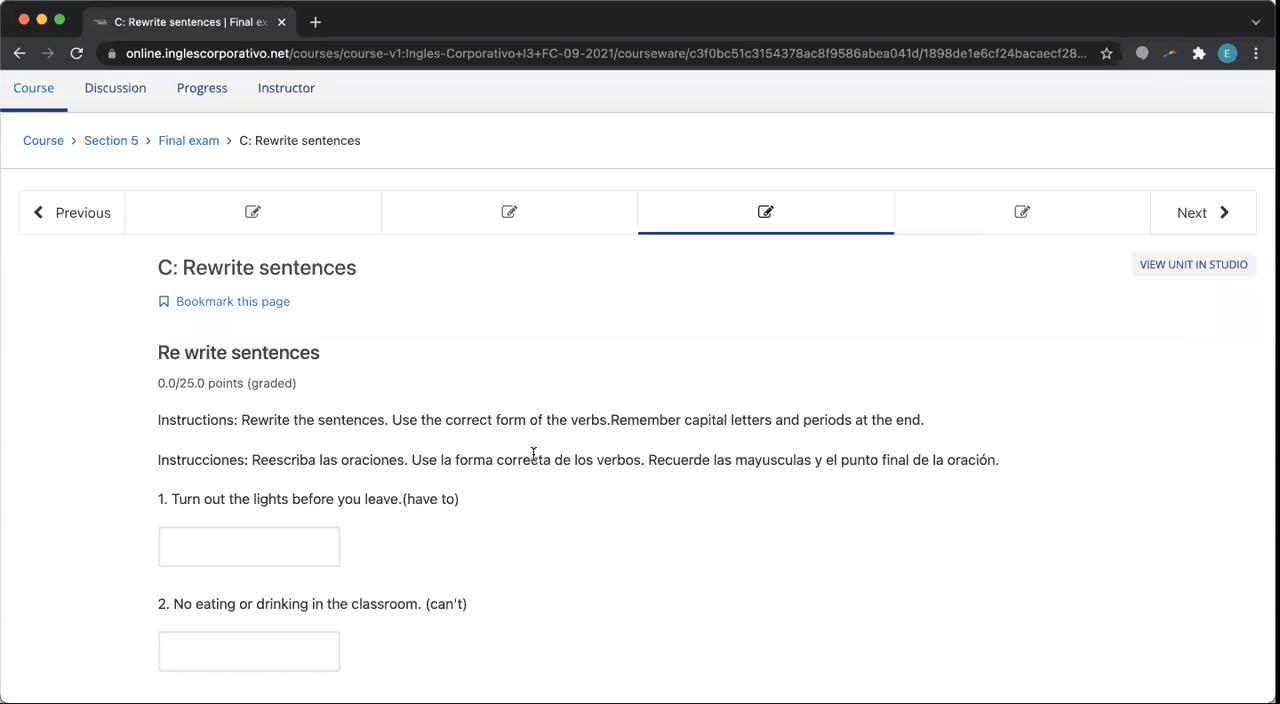 C: Rewrite sentences | Final ex
online.inglescorporativo.net/courses/course-v1:Ingles-Corporativo+I3+FC-09-2021/courseware/c3f0bc51c3154378ac8f9586abea041d/1898de1e6cf24bacaecf28...
E
Course Discussion Progress Instructor
Course > Section 5 > Final exam > C: Rewrite sentences
Previous Next
C: Rewrite sentences
VIEW UNIT IN STUDIO
Bookmark this page
Re write sentences
0.0/25.0 points (graded)
Instructions: Rewrite the sentences. Use the correct form of the verbs.Remember capital letters and periods at the end.
Instrucciones: Reescriba las oraciones. Use la forma correcta de los verbos. Recuerde las mayusculas y el punto final de la oración.
1. Turn out the lights before you leave.(have to)
2. No eating or drinking in the classroom. (can't)